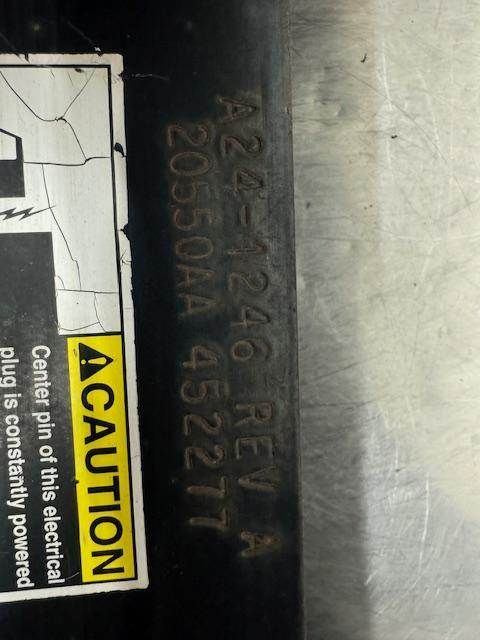 A24-1246 REV A
20550AA 452277
CAUTION
Center pin of this electrical
plug is constantly powered